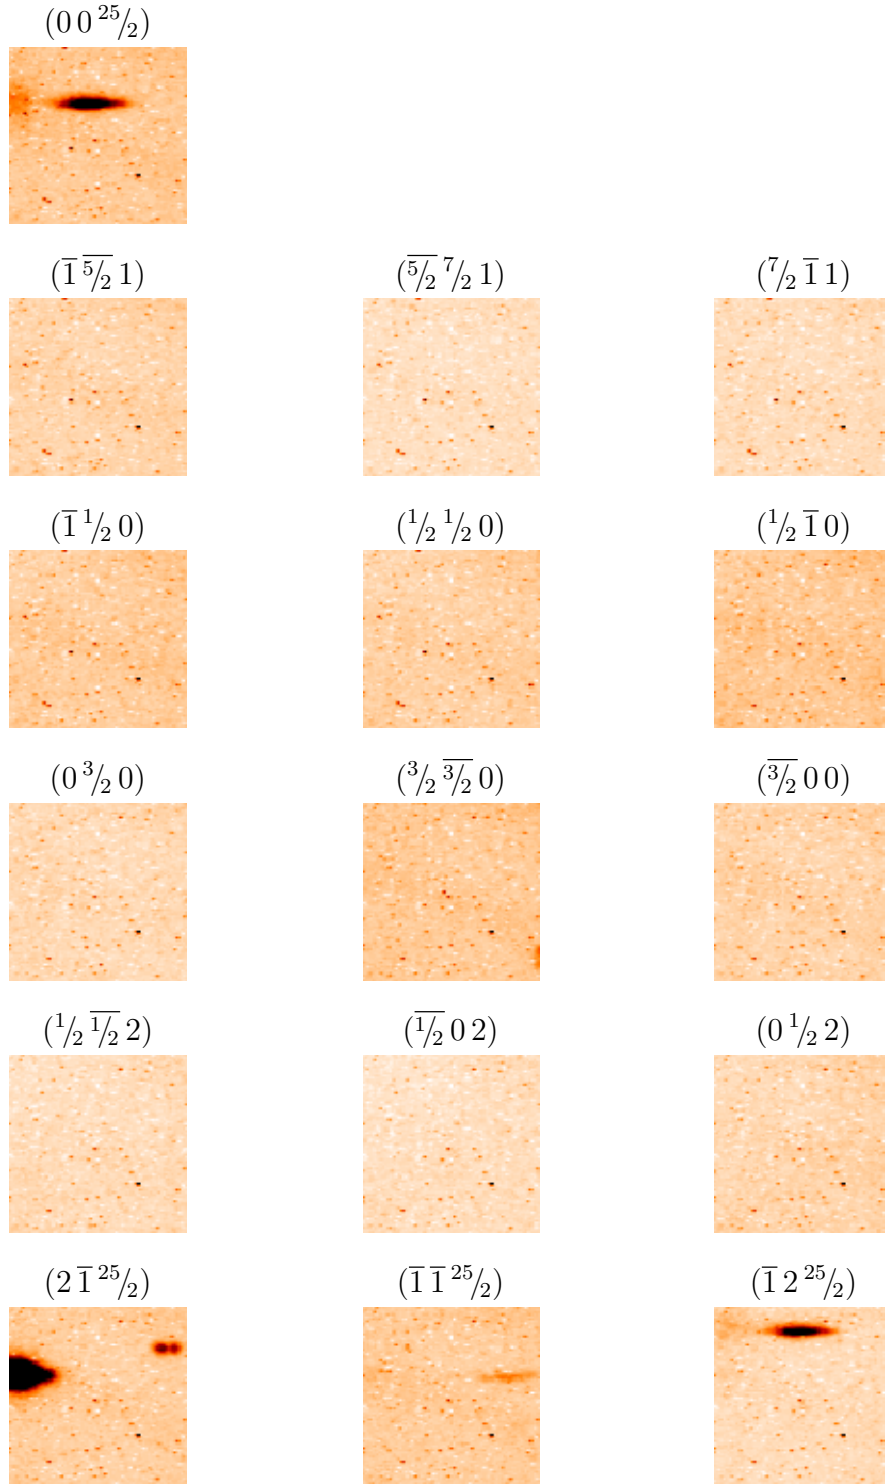 (0 0 ²⁵/₂)
(1̅ 5̅/̅2̅ 1) (5̅/̅2̅ ⁷/₂ 1) (⁷/₂ 1̅ 1)
(1̅ ¹/₂ 0) (¹/₂ ¹/₂ 0) (¹/₂ 1̅ 0)
(0 ³/₂ 0) (³/₂ 3̅/̅2̅ 0) (3̅/̅2̅ 0 0)
(¹/₂ 1̅/̅2̅ 2) (1̅/̅2̅ 0 2) (0 ¹/₂ 2)
(2 1̅ ²⁵/₂) (1̅ 1̅ ²⁵/₂) (1̅ 2 ²⁵/₂)